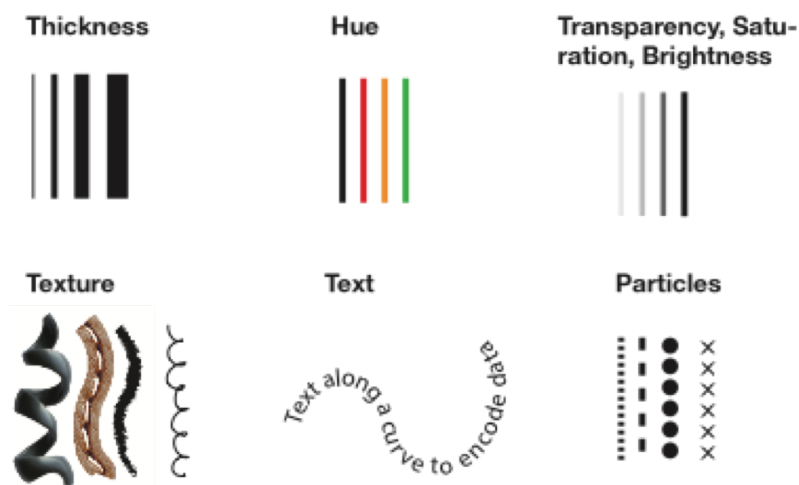 Thickness
Hue
Transparency, Satu-
ration, Brightness
Texture
Text
Particles
Text along a curve to encode data